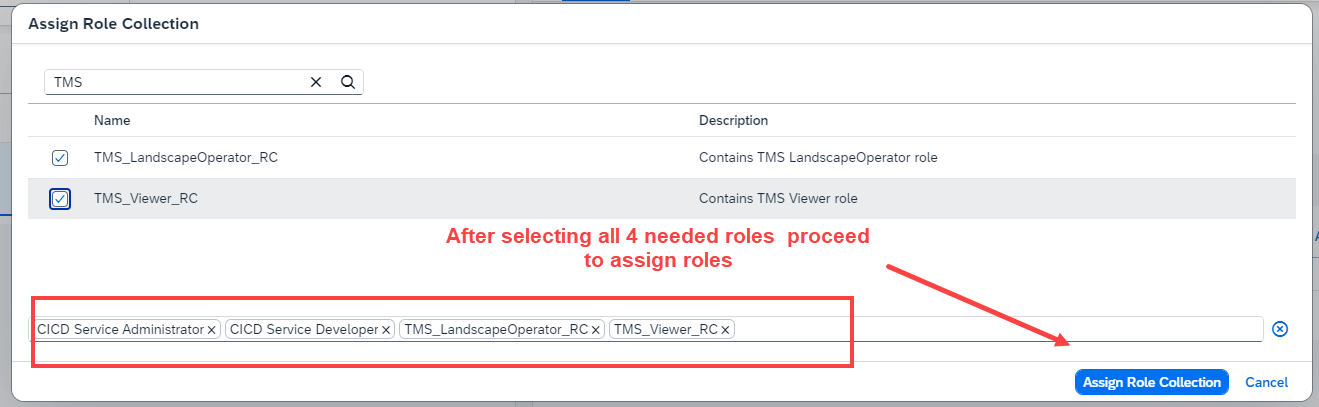 Assign Role Collection
TMS
Name Description
TMS_LandscapeOperator_RC Contains TMS LandscapeOperator role
TMS_Viewer_RC Contains TMS Viewer role
After selecting all 4 needed roles proceed
to assign roles
CICD Service Administrator CICD Service Developer TMS_LandscapeOperator_RC TMS_Viewer_RC
Assign Role Collection Cancel